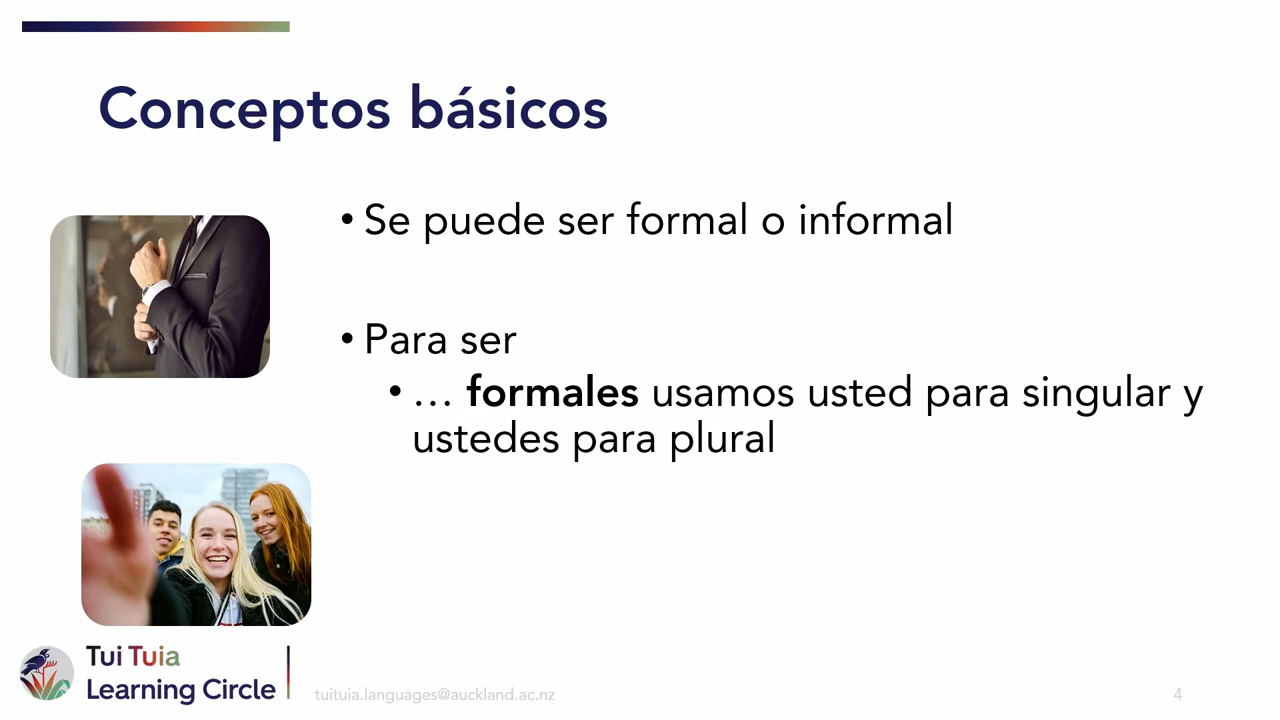 Conceptos básicos
• Se puede ser formal o informal
• Para ser
• … formales usamos usted para singular y
ustedes para plural
Tui Tuia
Learning Circle
tuituia.languages@auckland.ac.nz
4